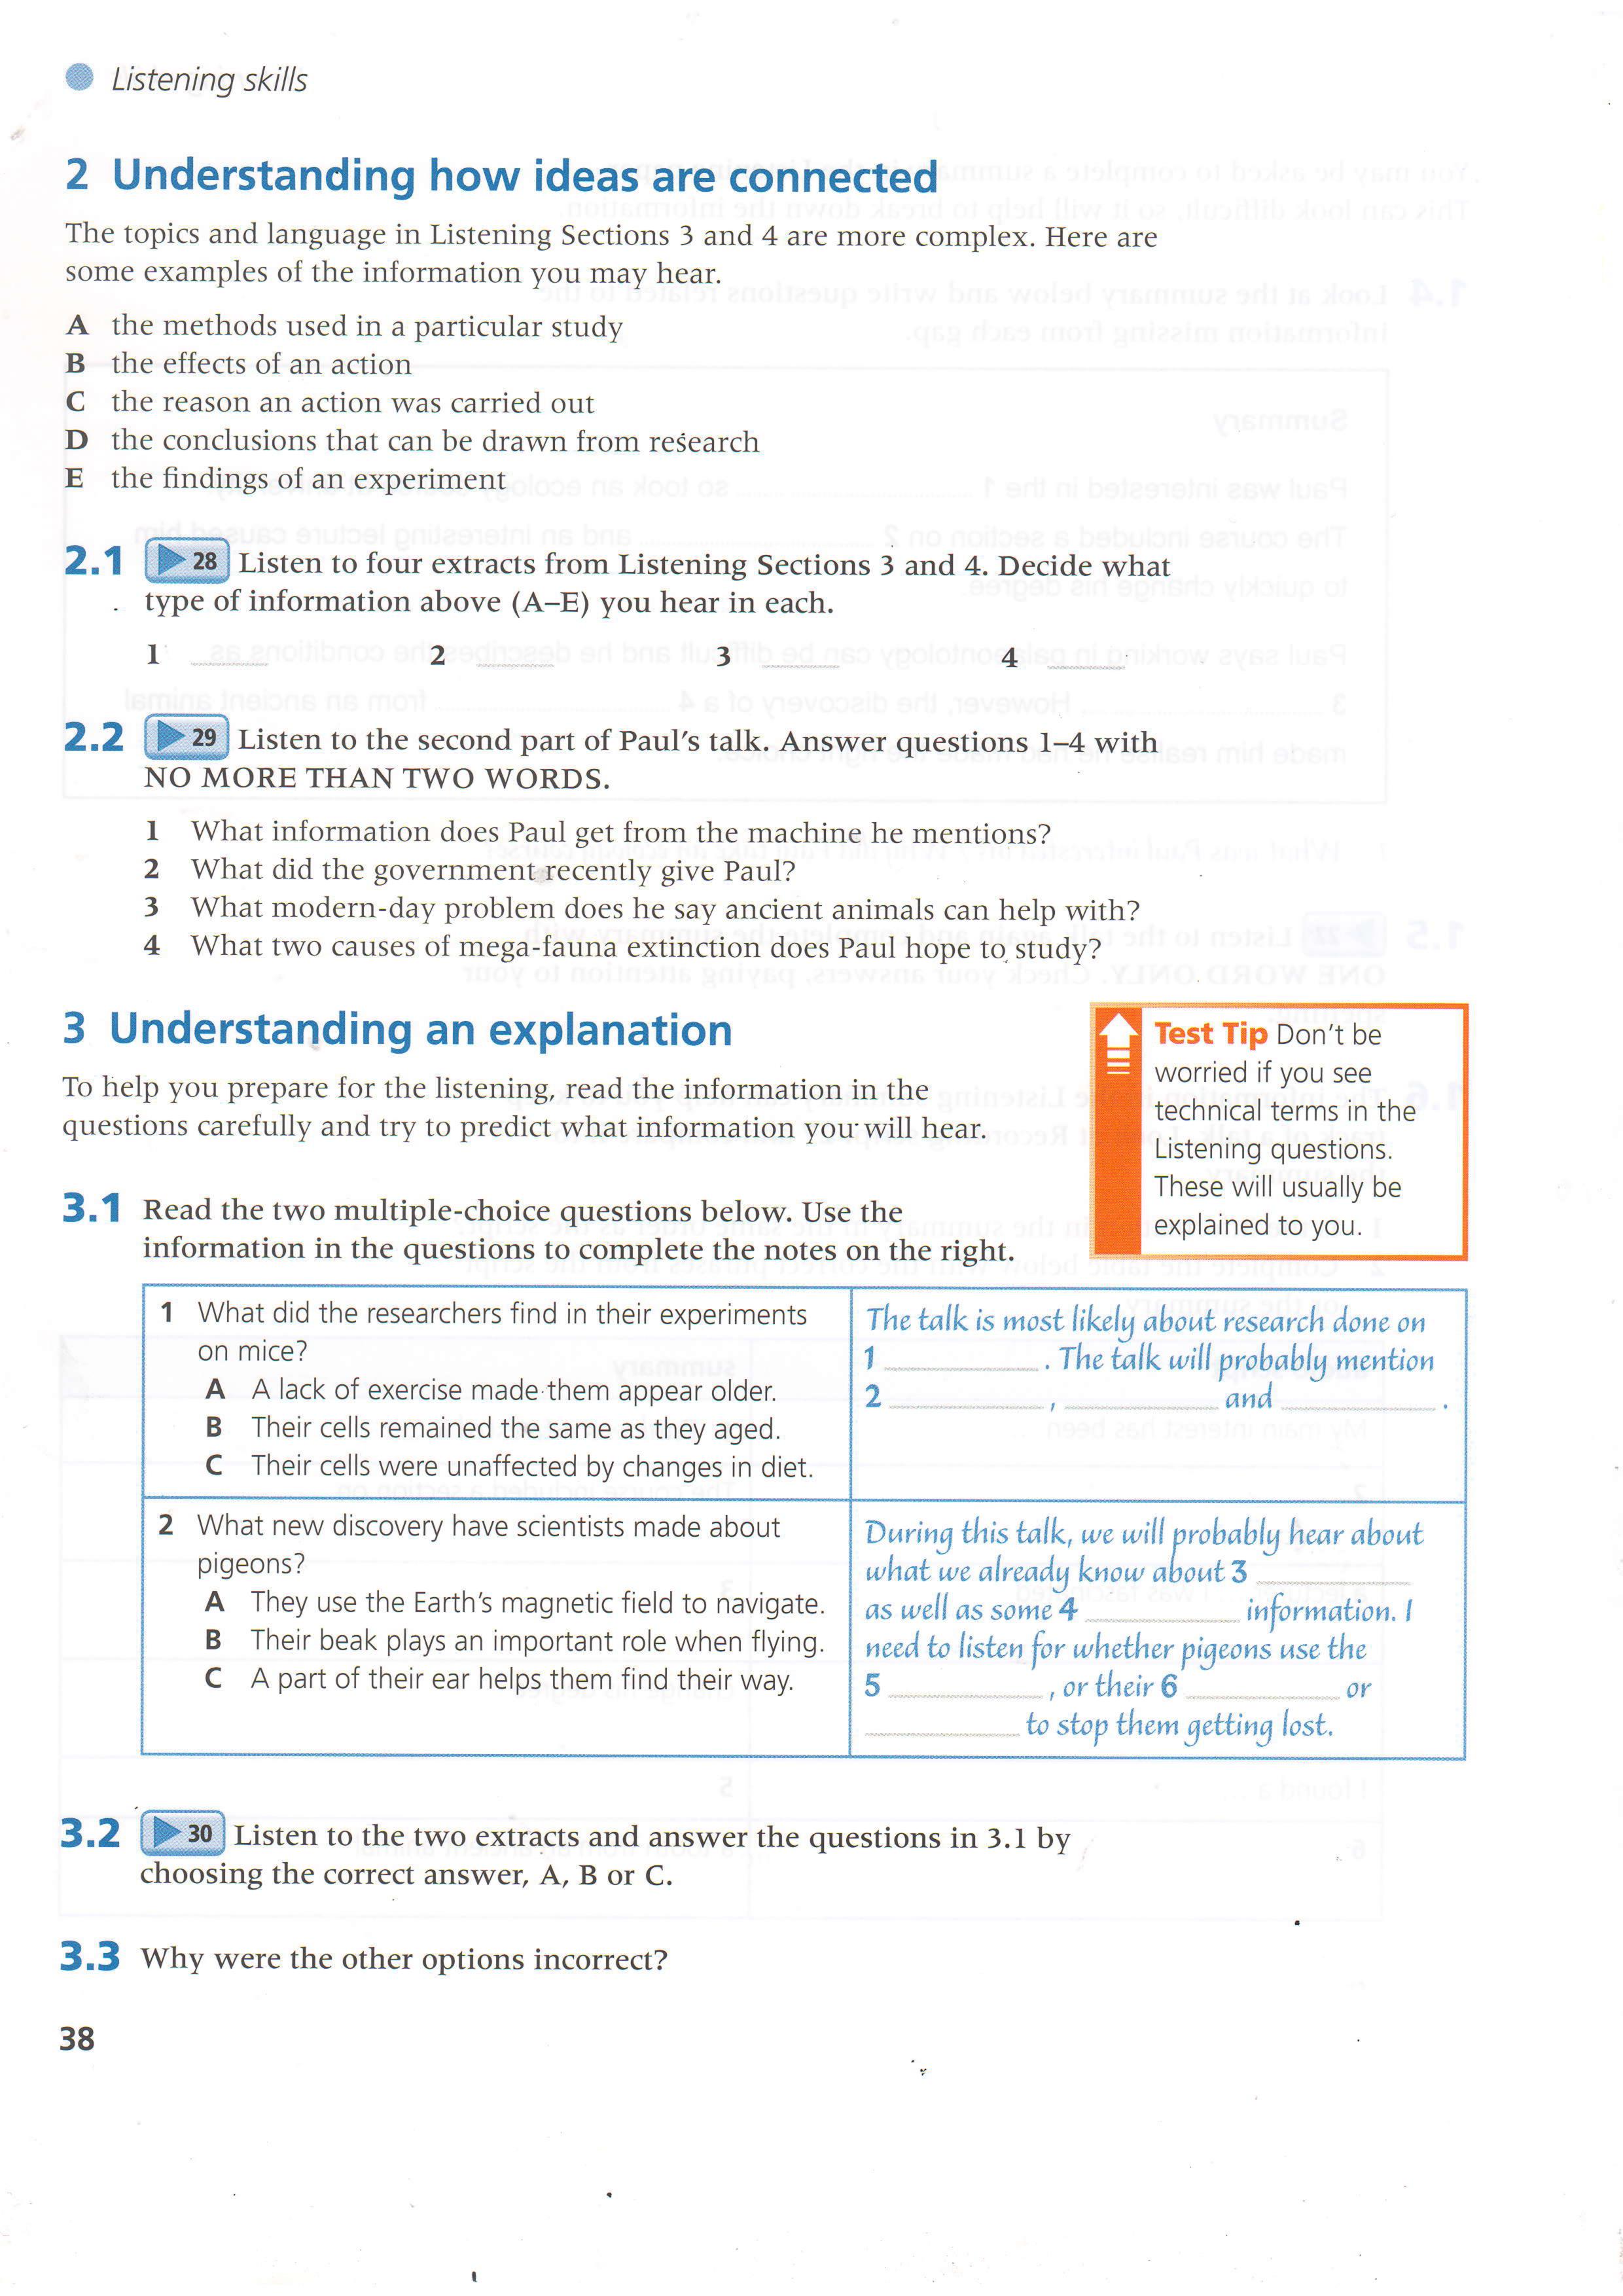 Listening skills
2 Understanding how ideas are connected
The topics and language in Listening Sections 3 and 4 are more complex. Here are
some examples of the information you may hear.
A the methods used in a particular study
B the effects of an action
C the reason an action was carried out
D the conclusions that can be drawn from research
E the findings of an experiment
2.1 28 Listen to four extracts from Listening Sections 3 and 4. Decide what
type of information above (A–E) you hear in each.
1 ______ 2 ______ 3 ______ 4 ______
2.2 29 Listen to the second part of Paul's talk. Answer questions 1–4 with
NO MORE THAN TWO WORDS.
1 What information does Paul get from the machine he mentions?
2 What did the government recently give Paul?
3 What modern-day problem does he say ancient animals can help with?
4 What two causes of mega-fauna extinction does Paul hope to study?
3 Understanding an explanation
To help you prepare for the listening, read the information in the
questions carefully and try to predict what information you will hear.
Test Tip Don't be
worried if you see
technical terms in the
Listening questions.
These will usually be
explained to you.
3.1 Read the two multiple-choice questions below. Use the
information in the questions to complete the notes on the right.
1 What did the researchers find in their experiments
on mice?
A A lack of exercise made them appear older.
B Their cells remained the same as they aged.
C Their cells were unaffected by changes in diet.
The talk is most likely about research done on
1 ____________ . The talk will probably mention
2 ____________ , ____________ and ____________ .
2 What new discovery have scientists made about
pigeons?
A They use the Earth's magnetic field to navigate.
B Their beak plays an important role when flying.
C A part of their ear helps them find their way.
During this talk, we will probably hear about
what we already know about 3 ____________
as well as some 4 ____________ information. I
need to listen for whether pigeons use the
5 ____________ , or their 6 ____________ or
____________ to stop them getting lost.
3.2 30 Listen to the two extracts and answer the questions in 3.1 by
choosing the correct answer, A, B or C.
3.3 Why were the other options incorrect?
38